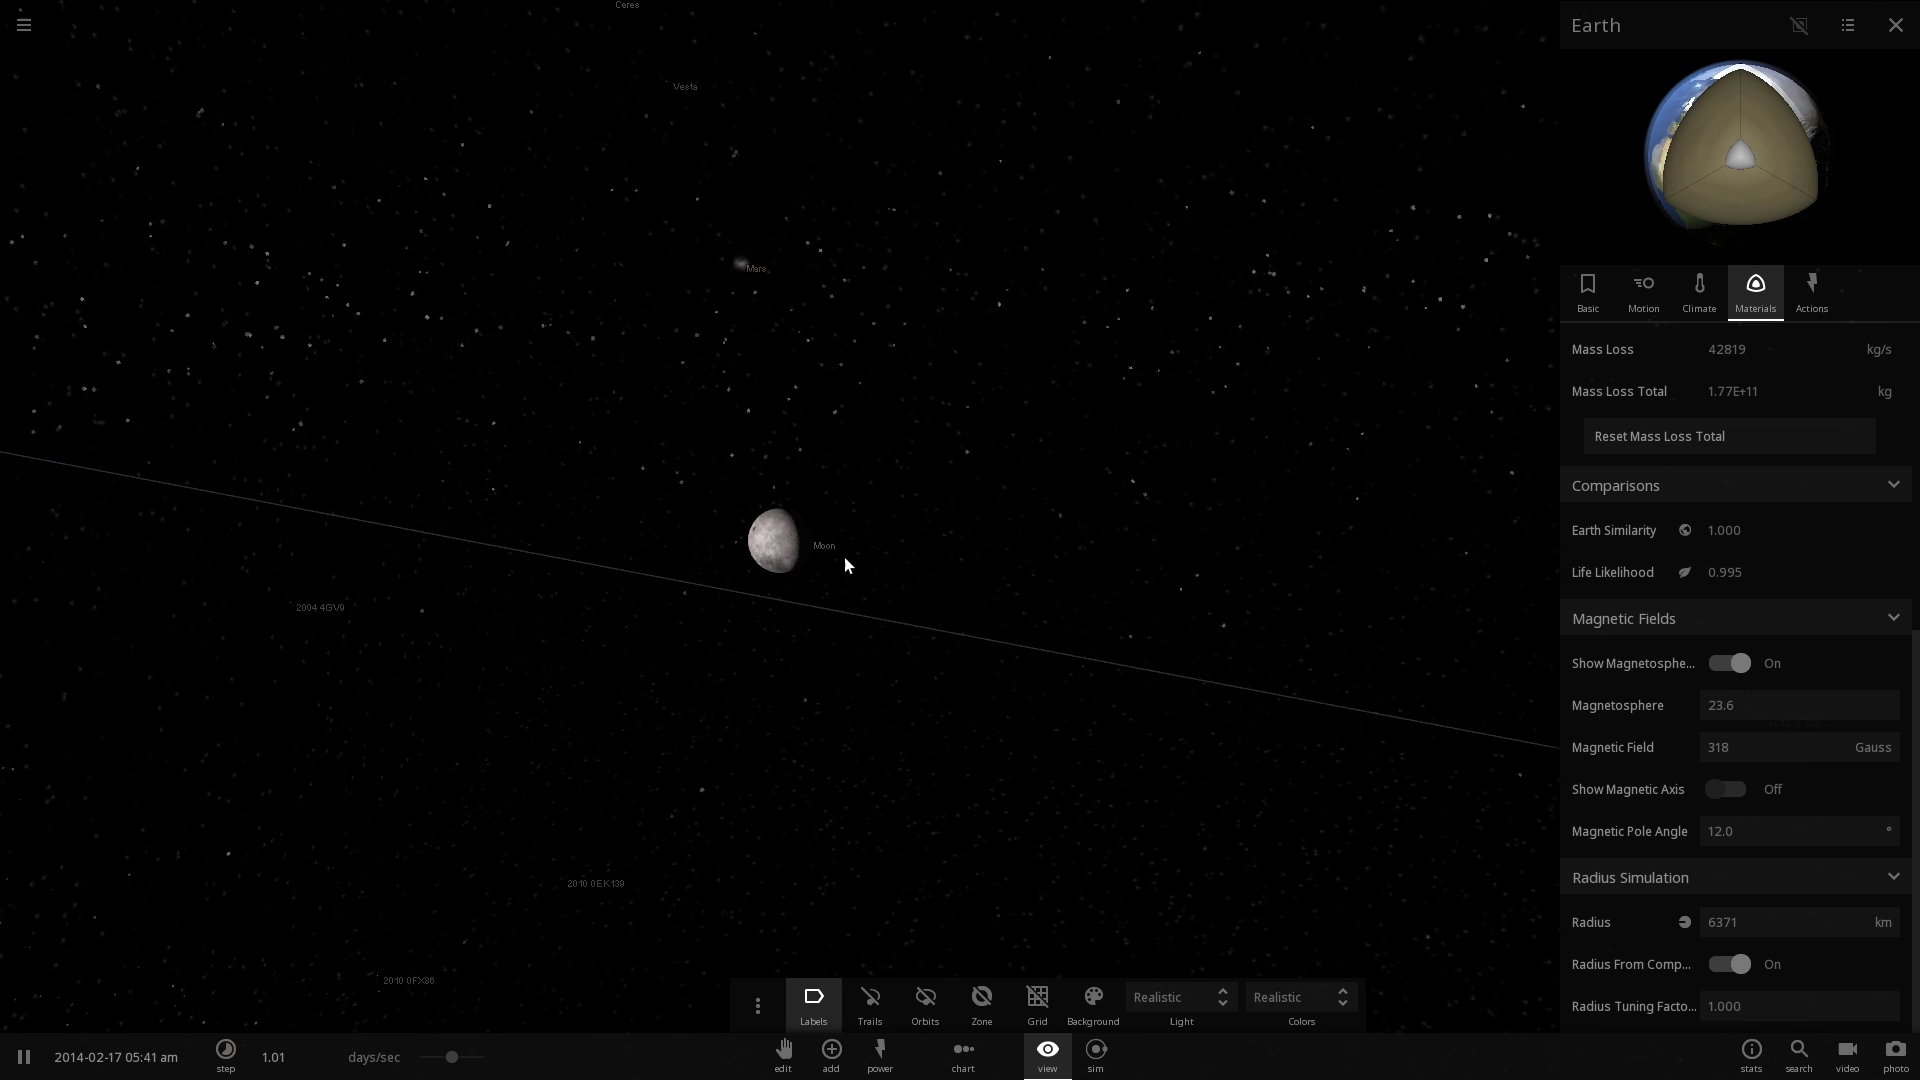 Ceres
Earth
Vesta
Mars
Basic
Motion
Climate
Materials
Actions
Mass Loss 42819 kg/s
Mass Loss Total 1.77E+11 kg
Reset Mass Loss Total
Comparisons
Earth Similarity 1.000
Life Likelihood 0.995
Moon
2004 4GV9
Magnetic Fields
Show Magnetosphe... On
Magnetosphere 23.6
Magnetic Field 318 Gauss
Show Magnetic Axis Off
Magnetic Pole Angle 12.0 °
2010 0EK139
Radius Simulation
Radius 6371 km
Radius From Comp... On
Radius Tuning Facto... 1.000
2010 0FX86
Realistic
Realistic
Labels
Trails
Orbits
Zone
Grid
Background
Light
Colors
2014-02-17 05:41 am
step
1.01 days/sec
edit
add
power
chart
view
sim
stats
search
video
photo